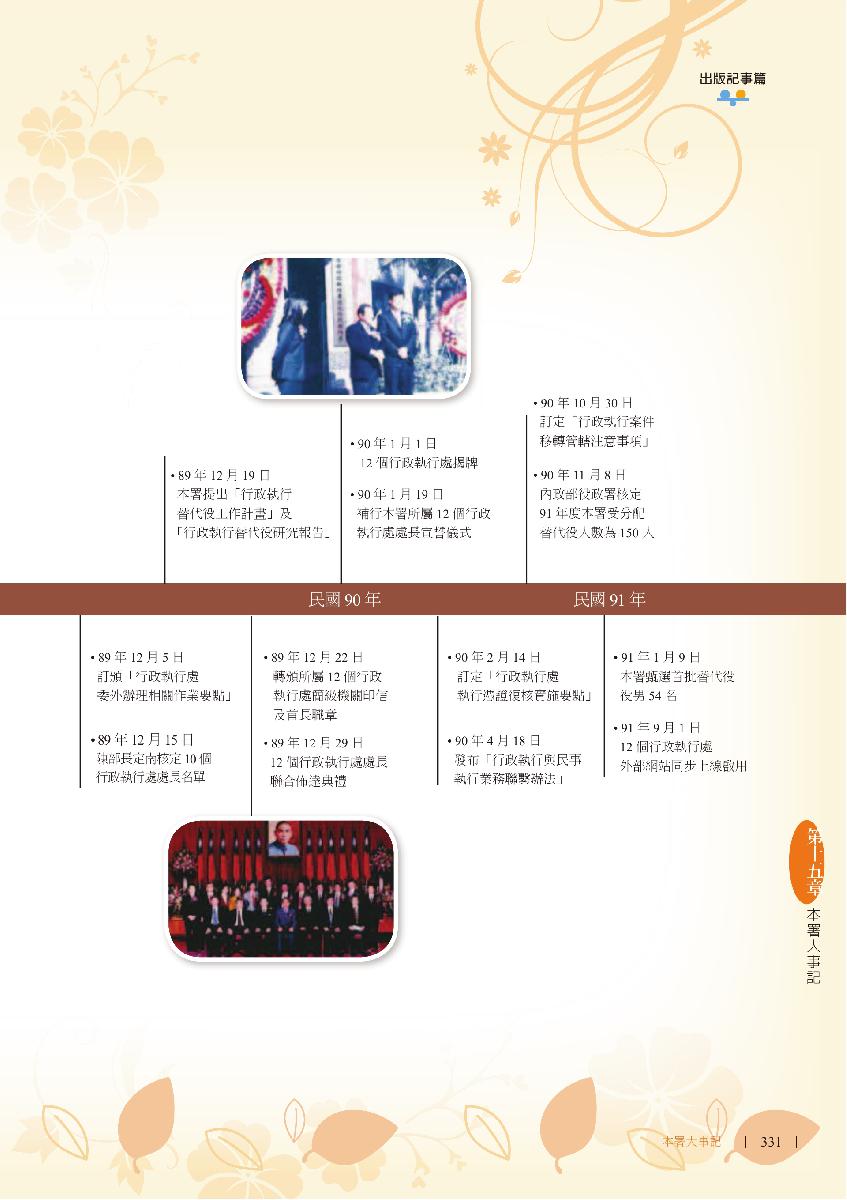 出版記事篇
• 90 年 10 月 30 日
訂定「行政執行案件
移轉管轄注意事項」
• 90 年 1 月 1 日
12 個行政執行處揭牌
• 89 年 12 月 19 日
本署提出「行政執行
替代役工作計畫」及
「行政執行替代役研究報告」
• 90 年 1 月 19 日
補行本署所屬 12 個行政
執行處處長宣誓儀式
• 90 年 11 月 8 日
內政部役政署核定
91 年度本署受分配
替代役人數為 150 人
民國 90 年
民國 91 年
• 89 年 12 月 5 日
訂頒「行政執行處
委外辦理相關作業要點」
• 89 年 12 月 15 日
陳部長定南核定 10 個
行政執行處處長名單
• 89 年 12 月 22 日
轉頒所屬 12 個行政
執行處簡級機關印信
及首長職章
• 89 年 12 月 29 日
12 個行政執行處處長
聯合佈達典禮
• 90 年 2 月 14 日
訂定「行政執行處
執行憑證復核實施要點」
• 90 年 4 月 18 日
發布「行政執行與民事
執行業務聯繫辦法」
• 91 年 1 月 9 日
本署甄選首批替代役
役男 54 名
• 91 年 9 月 1 日
12 個行政執行處
外部網站同步上線啟用
第十五章
本署大事記
本署大事記 | 331 |